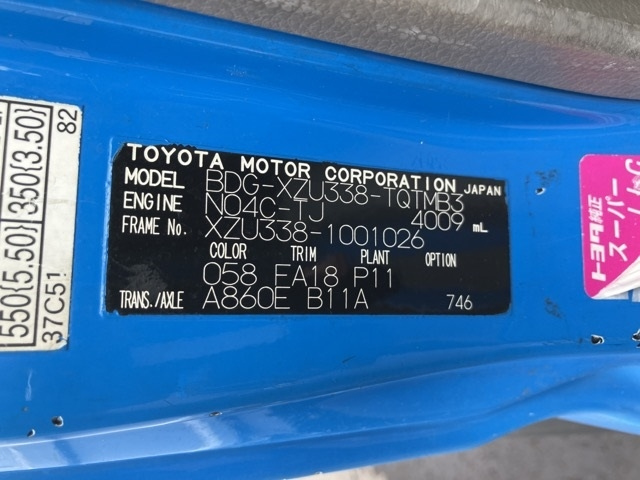 TOYOTA MOTOR CORPORATION JAPAN
MODEL BDG-XZU338-TQTMB3
ENGINE N04C-TJ 4009 mL
FRAME No. XZU338-1001026
COLOR TRIM PLANT OPTION
058 FA18 P11
TRANS./AXLE A860E B11A 746
550{5.50} 350{3.50}
37C51 82
トヨタ純正
スーパー